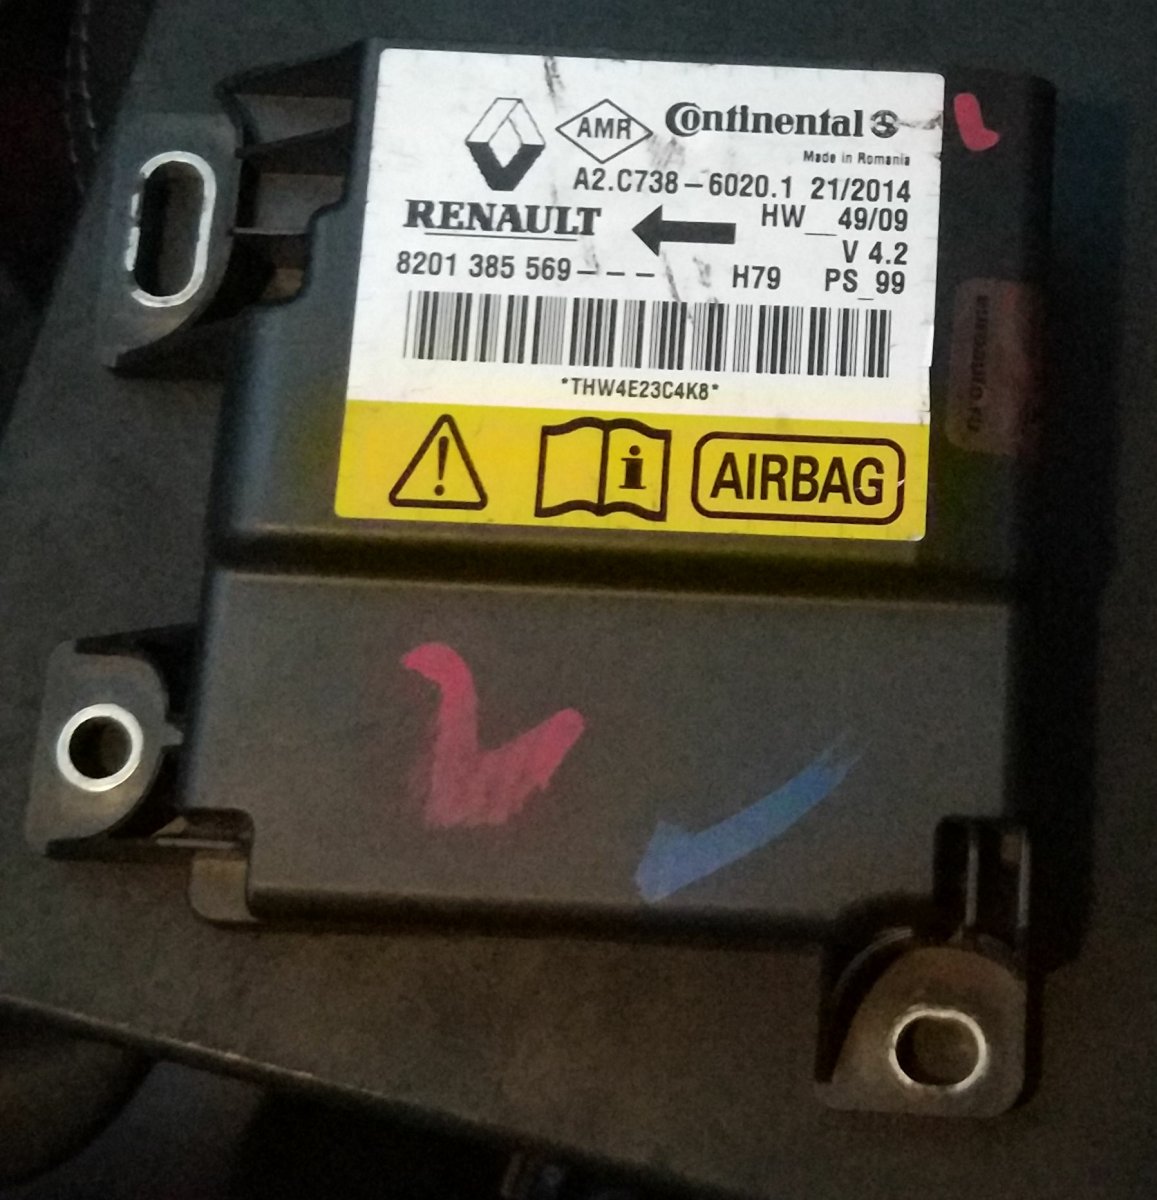 AMR Continental
Made in Romania
A2.C738-6020.1 21/2014
RENAULT HW__49/09
V 4.2
8201 385 569--- H79 PS_99
*THW4E23C4K8*
AIRBAG